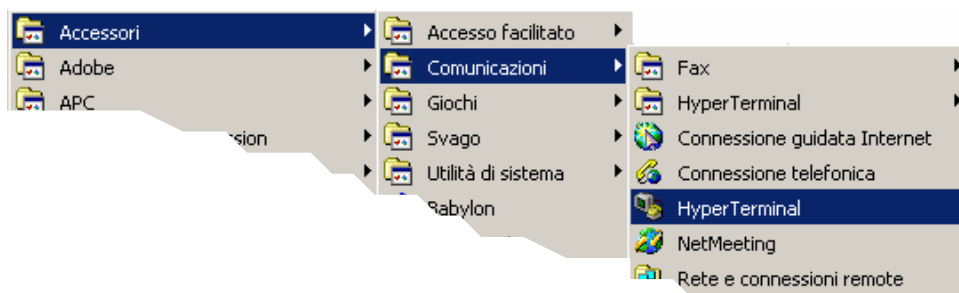 Accessori
Adobe
APC
ssion
Accesso facilitato
Comunicazioni
Giochi
Svago
Utilità di sistema
Babylon
Fax
HyperTerminal
Connessione guidata Internet
Connessione telefonica
HyperTerminal
NetMeeting
Rete e connessioni remote